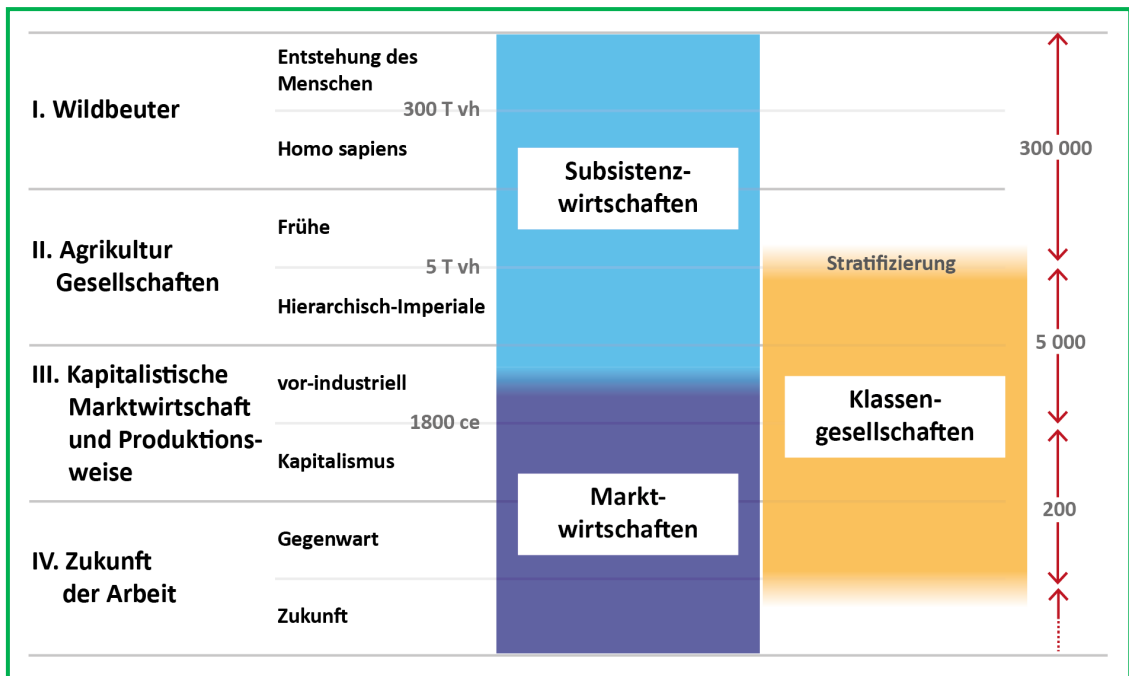 Entstehung des
Menschen
I. Wildbeuter
300 T vh
Homo sapiens
Subsistenz-
wirtschaften
300 000
II. Agrikultur
Gesellschaften
Frühe
5 T vh
Hierarchisch-Imperiale
Stratifizierung
5 000
III. Kapitalistische
Marktwirtschaft
und Produktions-
weise
vor-industriell
1800 ce
Kapitalismus
Klassen-
gesellschaften
Markt-
wirtschaften
200
IV. Zukunft
der Arbeit
Gegenwart
Zukunft